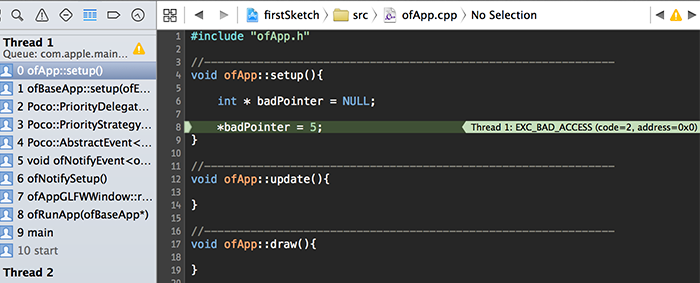 firstSketch src ofApp.cpp No Selection
Thread 1
Queue: com.apple.main...
0 ofApp::setup()
1 ofBaseApp::setup(ofE...
2 Poco::PriorityDelegat...
3 Poco::PriorityStrategy...
4 Poco::AbstractEvent<...
5 void ofNotifyEvent<o...
6 ofNotifySetup()
7 ofAppGLFWWindow::r...
8 ofRunApp(ofBaseApp*)
9 main
10 start
Thread 2
1 #include "ofApp.h"
2
3 //--------------------------------------------------------------
4 void ofApp::setup(){
5
6 int * badPointer = NULL;
7
8 *badPointer = 5; Thread 1: EXC_BAD_ACCESS (code=2, address=0x0)
9 }
10
11 //--------------------------------------------------------------
12 void ofApp::update(){
13
14 }
15
16 //--------------------------------------------------------------
17 void ofApp::draw(){
18
19 }